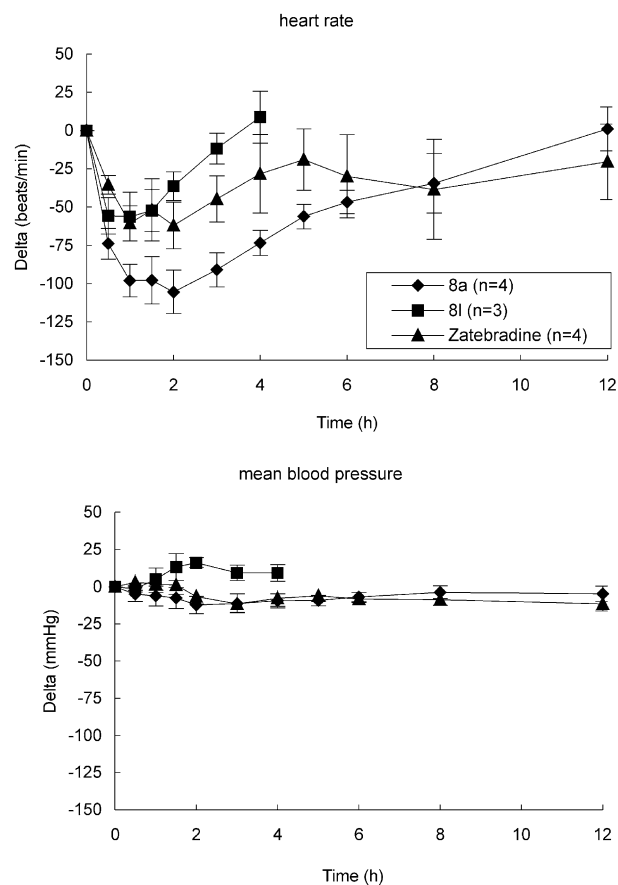 heart rate
50
25
0
-25
-50
-75
-100
-125
-150
Delta (beats/min)
8a (n=4)
8l (n=3)
Zatebradine (n=4)
0 2 4 6 8 10 12
Time (h)
mean blood pressure
50
25
0
-25
-50
-75
-100
-125
-150
Delta (mmHg)
0 2 4 6 8 10 12
Time (h)